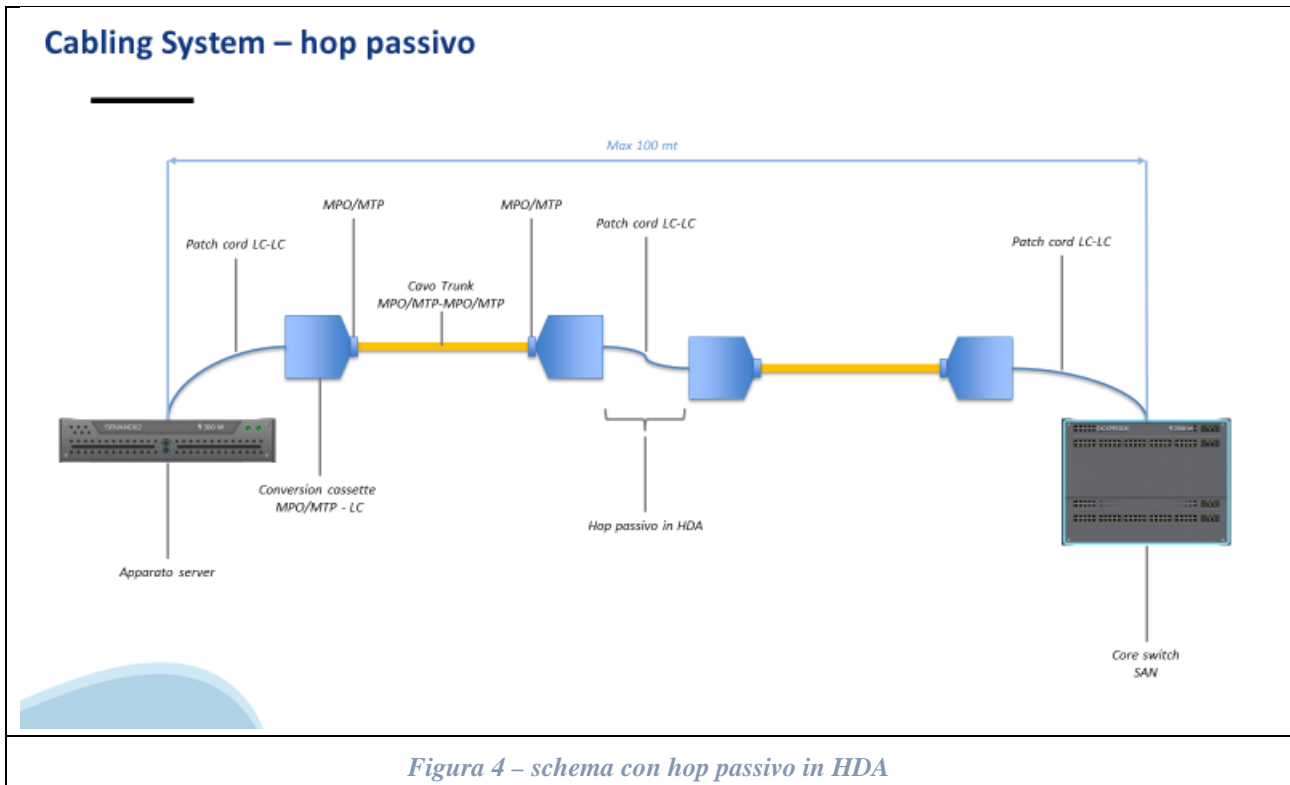 Cabling System – hop passivo
Max 100 mt
MPO/MTP
MPO/MTP
Patch cord LC-LC
Patch cord LC-LC
Patch cord LC-LC
Cavo Trunk
MPO/MTP-MPO/MTP
Conversion cassette
MPO/MTP - LC
Hop passivo in HDA
Apparato server
Core switch
SAN
Figura 4 – schema con hop passivo in HDA